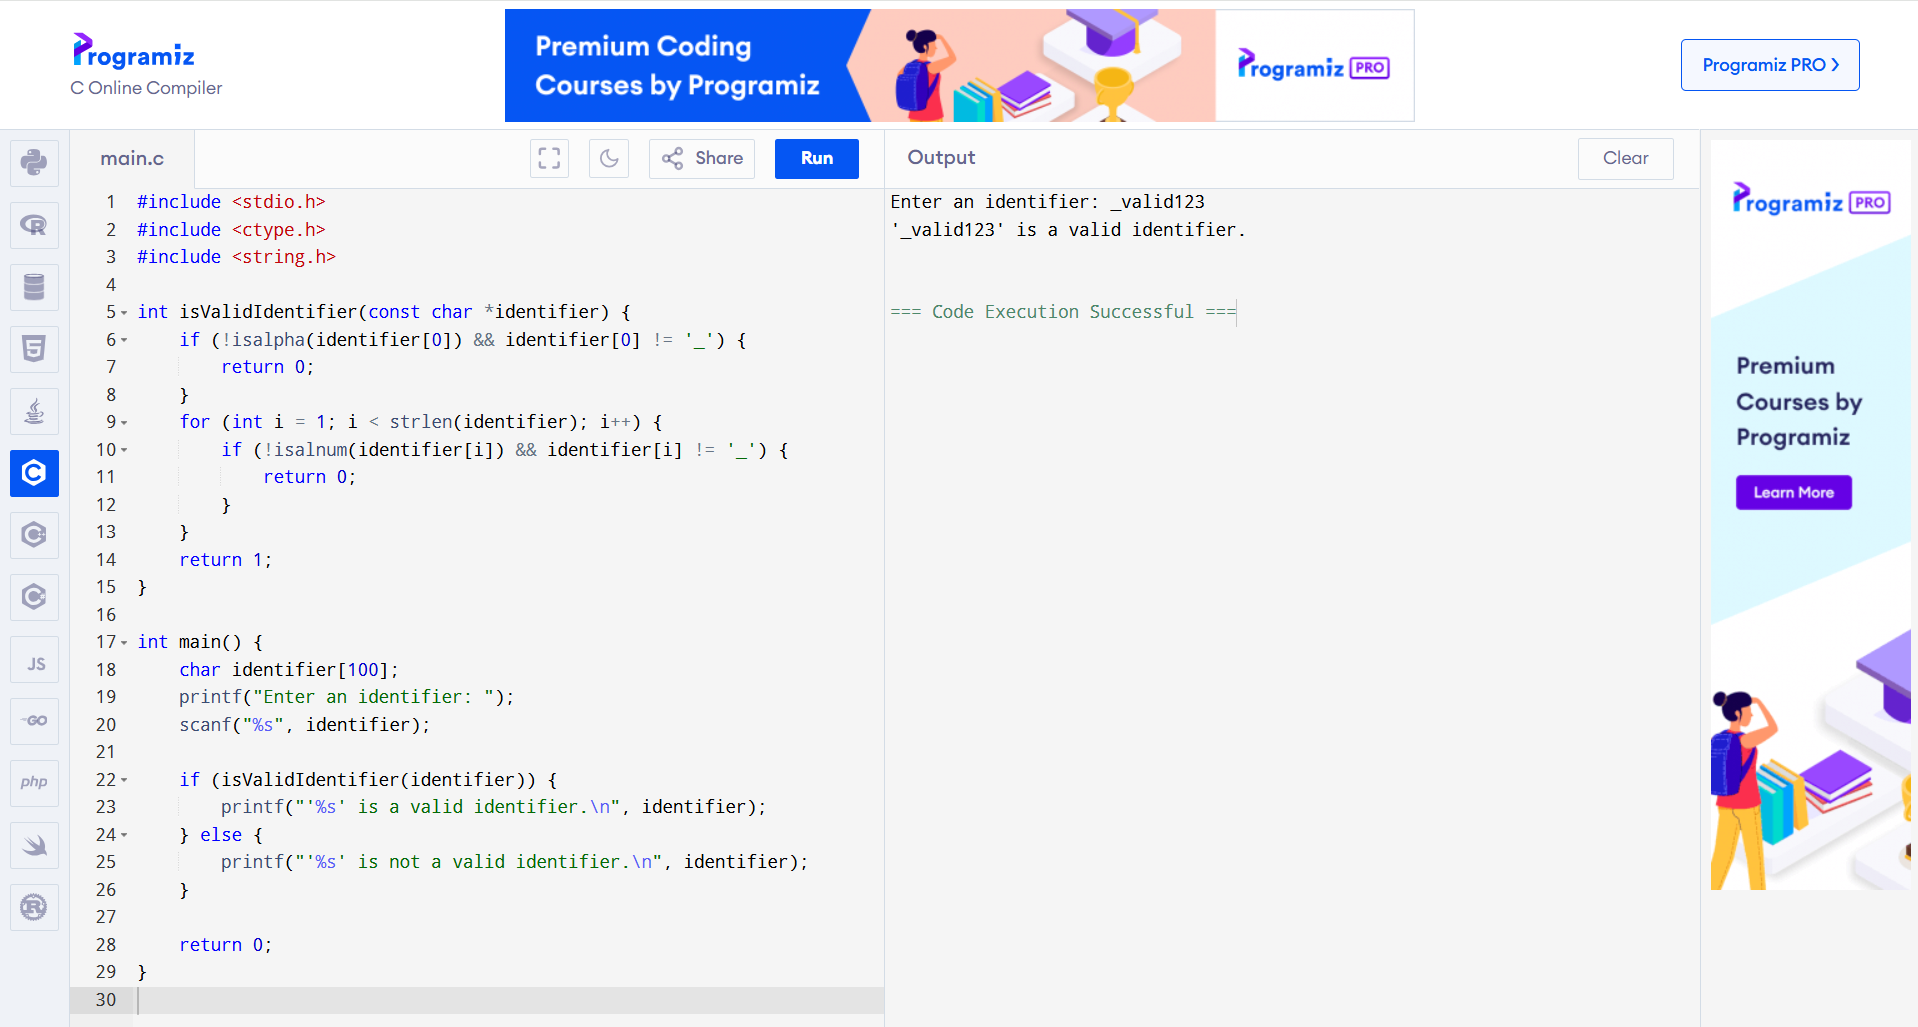 Programiz
C Online Compiler
Premium Coding
Courses by Programiz
Programiz PRO
Programiz PRO
main.c
Share
Run
Output
Clear
1 #include <stdio.h>
2 #include <ctype.h>
3 #include <string.h>
4
5 int isValidIdentifier(const char *identifier) {
6     if (!isalpha(identifier[0]) && identifier[0] != '_') {
7         return 0;
8     }
9     for (int i = 1; i < strlen(identifier); i++) {
10         if (!isalnum(identifier[i]) && identifier[i] != '_') {
11             return 0;
12         }
13     }
14     return 1;
15 }
16
17 int main() {
18     char identifier[100];
19     printf("Enter an identifier: ");
20     scanf("%s", identifier);
21
22     if (isValidIdentifier(identifier)) {
23         printf("'%s' is a valid identifier.\n", identifier);
24     } else {
25         printf("'%s' is not a valid identifier.\n", identifier);
26     }
27
28     return 0;
29 }
30
Enter an identifier: _valid123
'_valid123' is a valid identifier.
=== Code Execution Successful ===
Programiz PRO
Premium
Courses by
Programiz
Learn More
R
5
C
C
C#
JS
GO
php
R